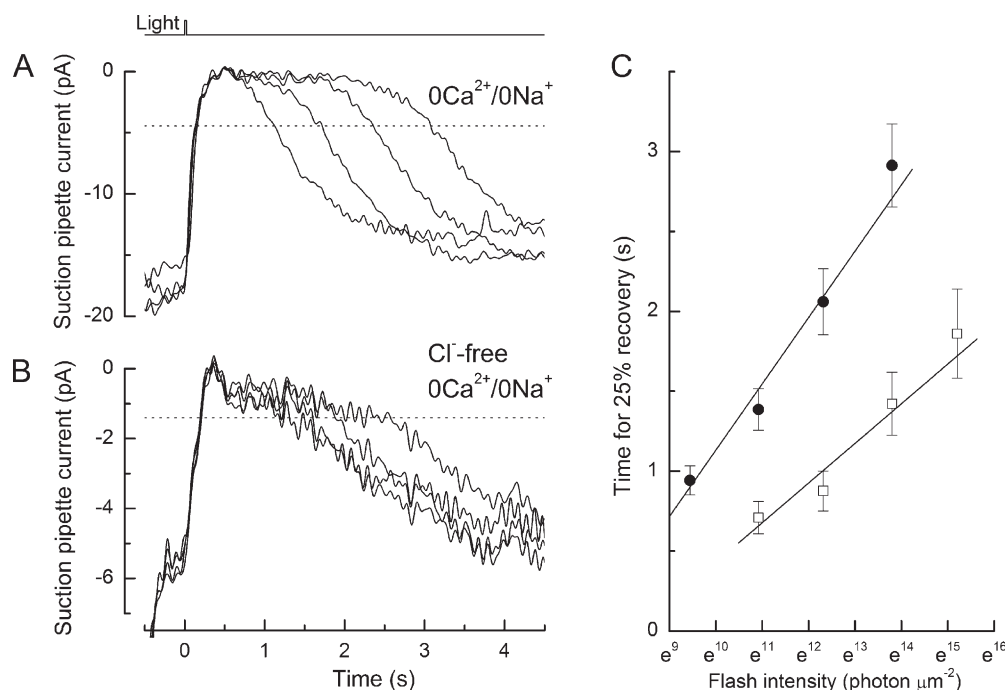 Light
A
Suction pipette current (pA)
0
-10
-20
0Ca²⁺/0Na⁺
B
Suction pipette current (pA)
0
-2
-4
-6
Cl⁻-free
0Ca²⁺/0Na⁺
0 1 2 3 4
Time (s)
C
Time for 25% recovery (s)
3
2
1
0
e⁹ e¹⁰ e¹¹ e¹² e¹³ e¹⁴ e¹⁵ e¹⁶
Flash intensity (photon μm⁻²)